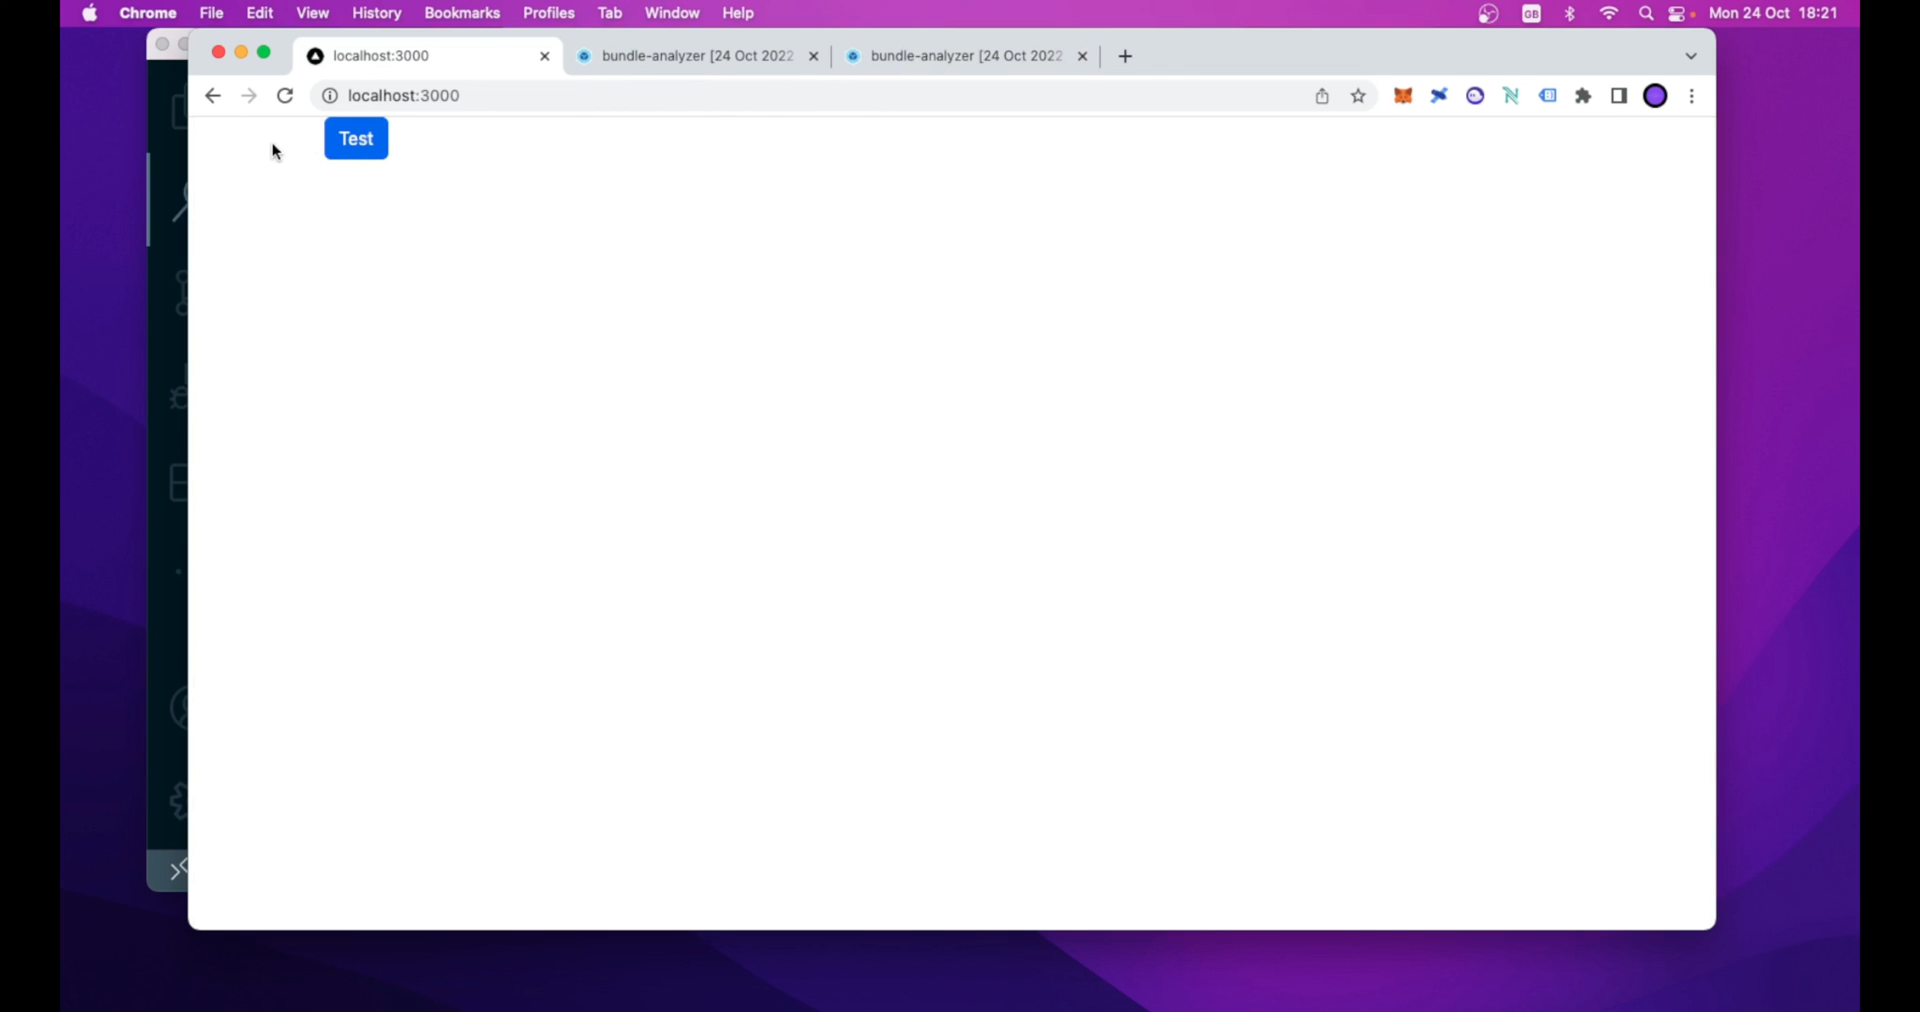 Chrome File Edit View History Bookmarks Profiles Tab Window Help GB Mon 24 Oct 18:21
localhost:3000 bundle-analyzer [24 Oct 2022 bundle-analyzer [24 Oct 2022
localhost:3000
Test